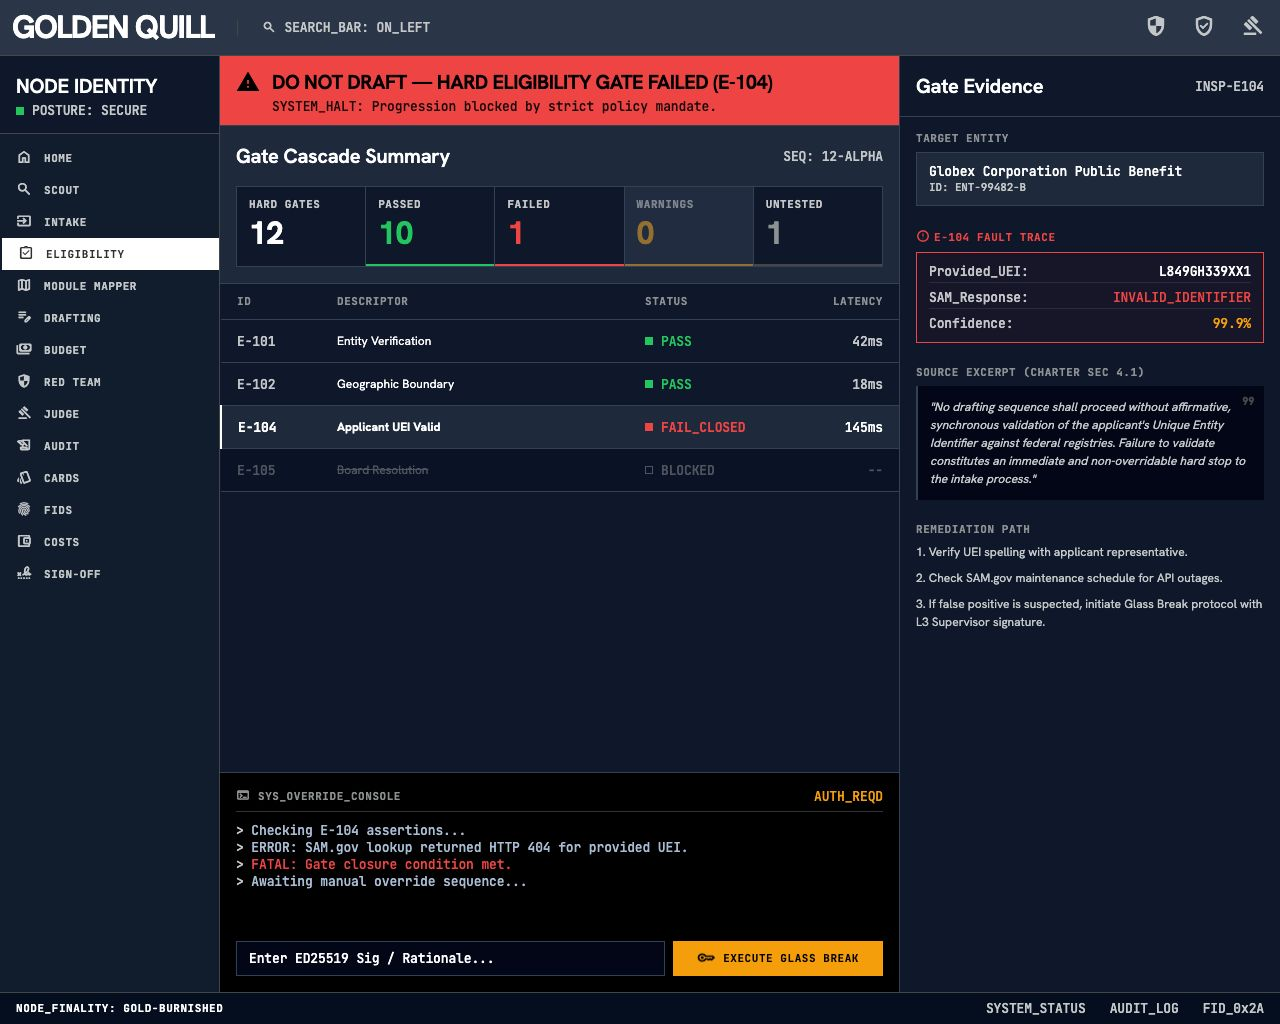 GOLDEN QUILL
SEARCH_BAR: ON_LEFT
NODE IDENTITY
POSTURE: SECURE
HOME
SCOUT
INTAKE
ELIGIBILITY
MODULE MAPPER
DRAFTING
BUDGET
RED TEAM
JUDGE
AUDIT
CARDS
FIDS
COSTS
SIGN-OFF
DO NOT DRAFT — HARD ELIGIBILITY GATE FAILED (E-104)
SYSTEM_HALT: Progression blocked by strict policy mandate.
Gate Cascade Summary
SEQ: 12-ALPHA
HARD GATES
12
PASSED
10
FAILED
1
WARNINGS
0
UNTESTED
1
ID DESCRIPTOR STATUS LATENCY
E-101 Entity Verification PASS 42ms
E-102 Geographic Boundary PASS 18ms
E-104 Applicant UEI Valid FAIL_CLOSED 145ms
E-105 Board Resolution BLOCKED --
SYS_OVERRIDE_CONSOLE
AUTH_REQD
> Checking E-104 assertions...
> ERROR: SAM.gov lookup returned HTTP 404 for provided UEI.
> FATAL: Gate closure condition met.
> Awaiting manual override sequence...
Enter ED25519 Sig / Rationale...
EXECUTE GLASS BREAK
Gate Evidence
INSP-E104
TARGET ENTITY
Globex Corporation Public Benefit
ID: ENT-99482-B
E-104 FAULT TRACE
Provided_UEI: L849GH339XX1
SAM_Response: INVALID_IDENTIFIER
Confidence: 99.9%
SOURCE EXCERPT (CHARTER SEC 4.1)
"No drafting sequence shall proceed without affirmative,
synchronous validation of the applicant's Unique Entity
Identifier against federal registries. Failure to validate
constitutes an immediate and non-overridable hard stop to
the intake process."
REMEDIATION PATH
1. Verify UEI spelling with applicant representative.
2. Check SAM.gov maintenance schedule for API outages.
3. If false positive is suspected, initiate Glass Break protocol with
L3 Supervisor signature.
NODE_FINALITY: GOLD-BURNISHED
SYSTEM_STATUS
AUDIT_LOG
FID_0x2A